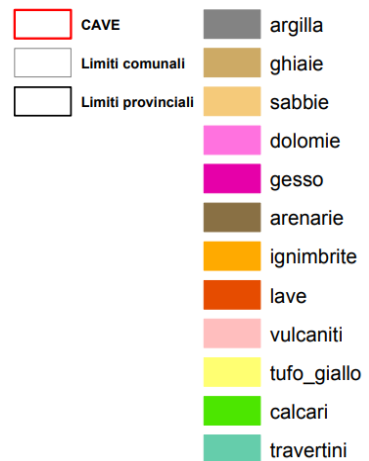 CAVE
Limiti comunali
Limiti provinciali
argilla
ghiaie
sabbie
dolomie
gesso
arenarie
ignimbrite
lave
vulcaniti
tufo_giallo
calcari
travertini